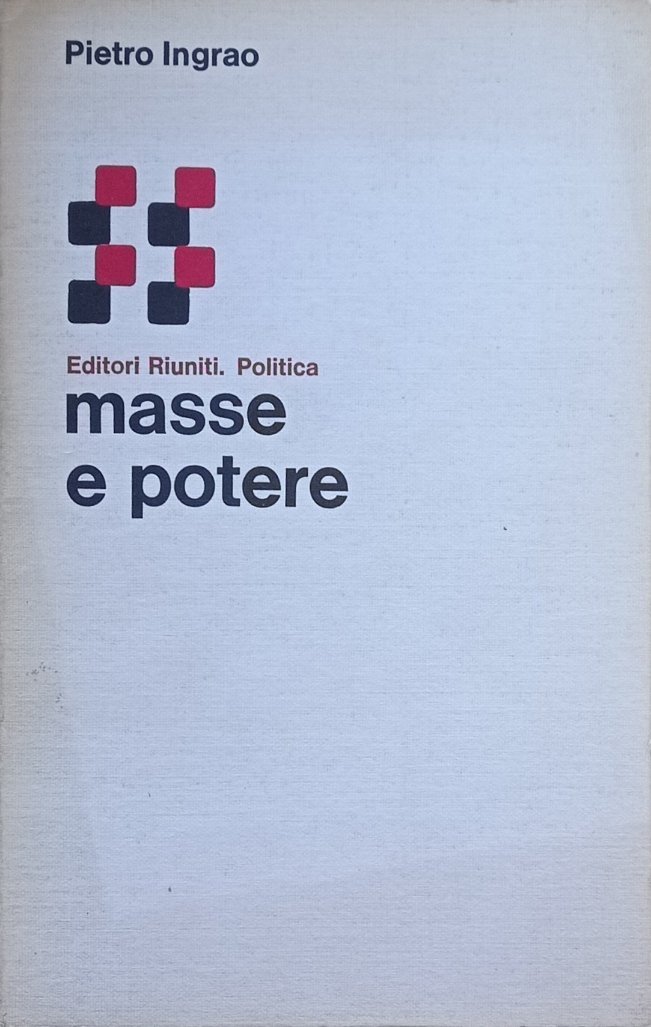 Pietro Ingrao
Editori Riuniti. Politica
masse
e potere